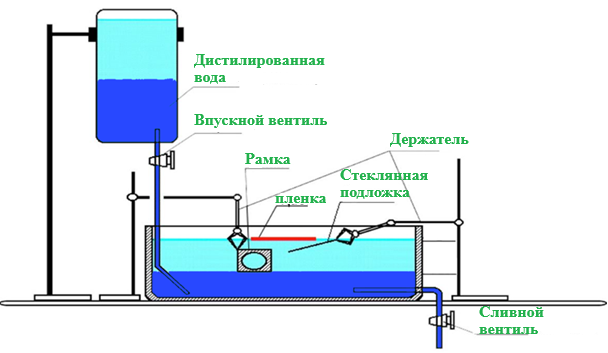 Дистилированная
вода
Впускной вентиль
Держатель
Рамка
Стеклянная
подложка
пленка
Сливной
вентиль